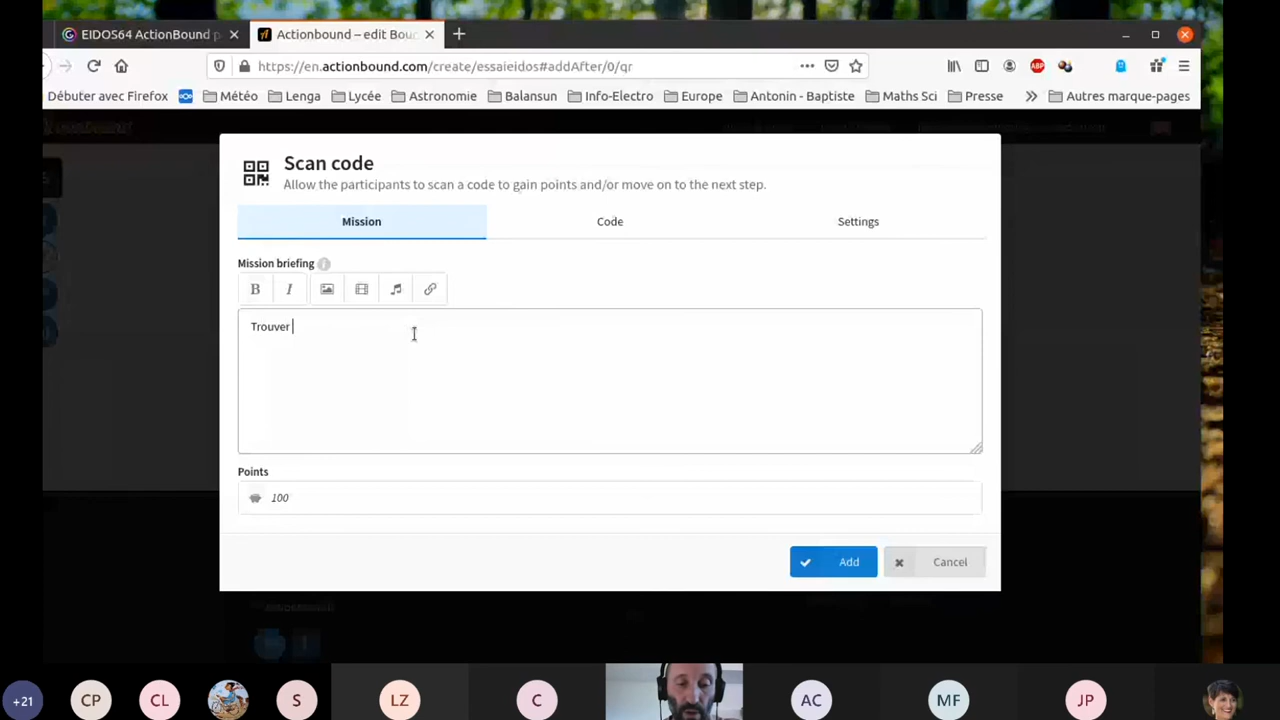 EIDOS64 ActionBound p
Actionbound – edit Bou
https://en.actionbound.com/create/essaieidos#addAfter/0/qr
ABP
Débuter avec Firefox Météo Lenga Lycée Astronomie Balansun Info-Electro Europe Antonin - Baptiste Maths Sci Presse Autres marque-pages
Scan code
Allow the participants to scan a code to gain points and/or move on to the next step.
Mission Code Settings
Mission briefing
B I
Trouver
Points
100
Add Cancel
+21 CP CL S LZ C AC MF JP